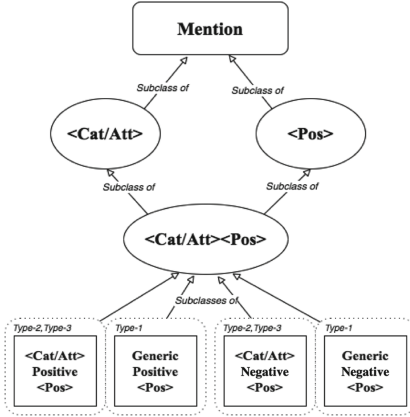 Mention
Subclass of
Subclass of
<Cat/Att>
<Pos>
Subclass of
Subclass of
<Cat/Att><Pos>
Subclasses of
Type-2,Type-3
Type-1
Type-2,Type-3
Type-1
<Cat/Att>
Positive
<Pos>
Generic
Positive
<Pos>
<Cat/Att>
Negative
<Pos>
Generic
Negative
<Pos>